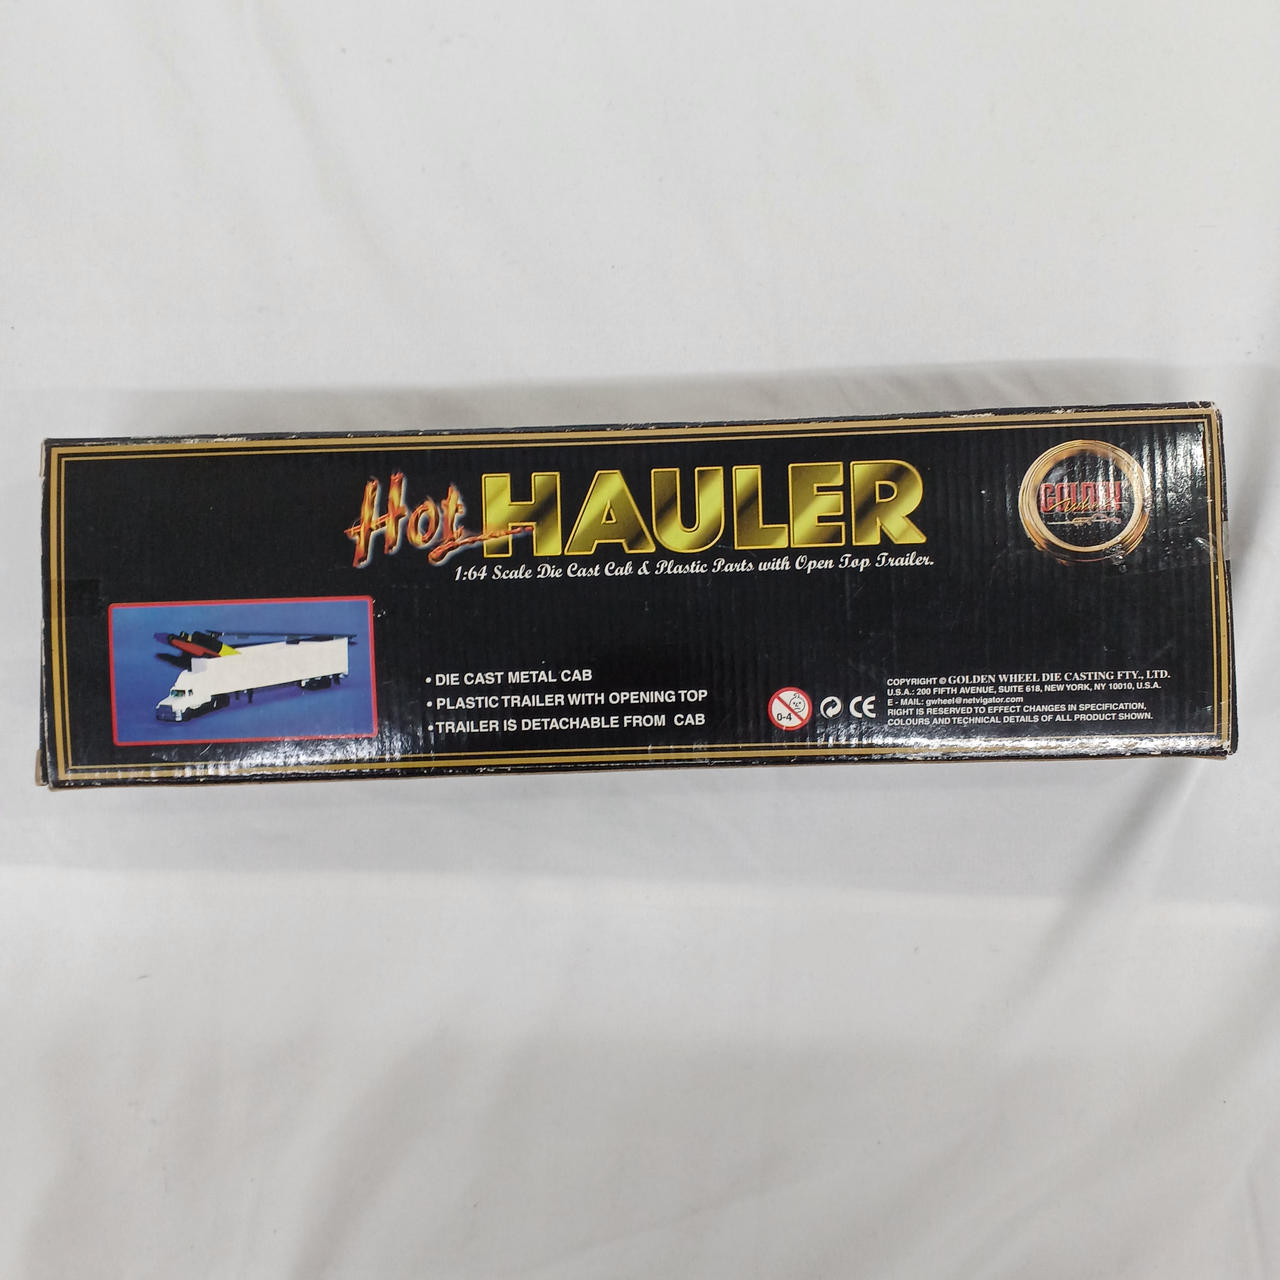 Hot HAULER
1:64 Scale Die Cast Cab & Plastic Parts with Open Top Trailer.
GOLDEN
Wheel
• DIE CAST METAL CAB
• PLASTIC TRAILER WITH OPENING TOP
• TRAILER IS DETACHABLE FROM CAB
0-4
CE
COPYRIGHT © GOLDEN WHEEL DIE CASTING FTY., LTD.
U.S.A.: 200 FIFTH AVENUE, SUITE 618, NEW YORK, NY 10010, U.S.A.
E - MAIL: gwheel@netvigator.com
RIGHT IS RESERVED TO EFFECT CHANGES IN SPECIFICATION,
COLOURS AND TECHNICAL DETAILS OF ALL PRODUCT SHOWN.